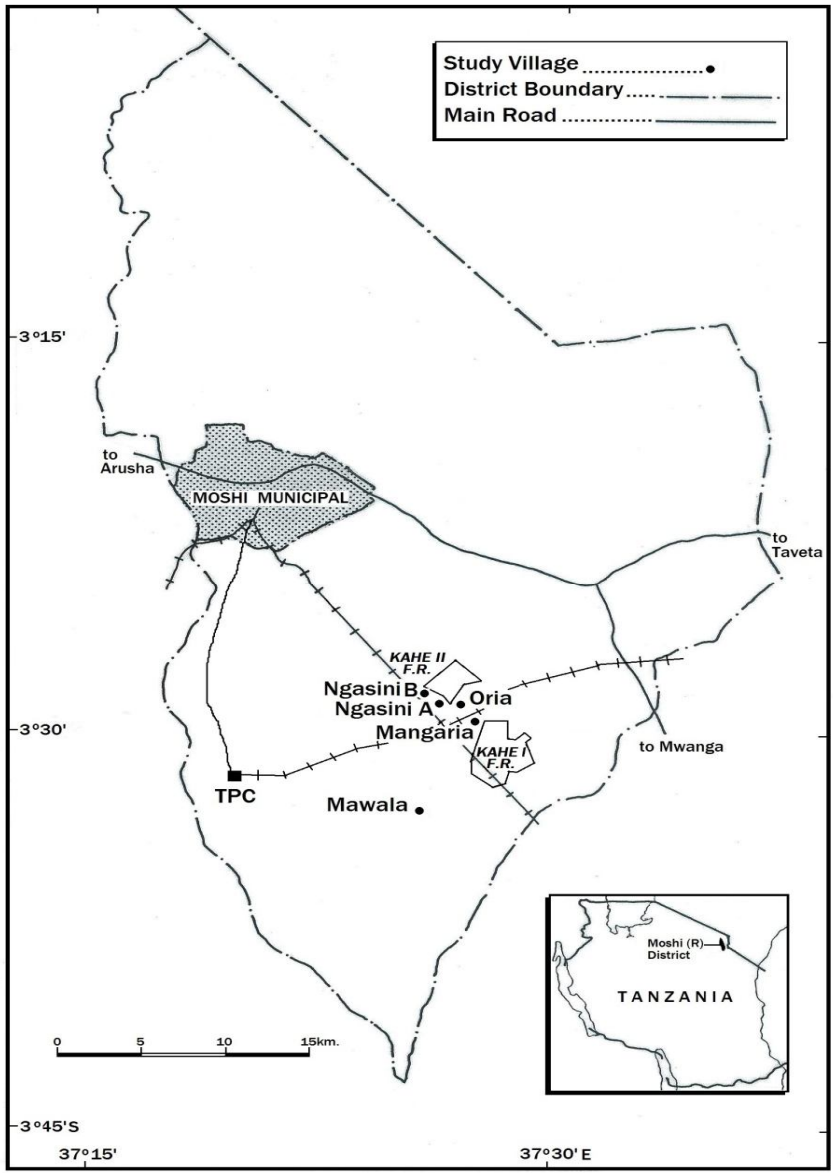 Study Village
District Boundary
Main Road
3°15'
to
Arusha
MOSHI MUNICIPAL
to
Taveta
KAHE II
F.R.
Ngasini B
Oria
Ngasini A
3°30'
Mangaria
to Mwanga
KAHE I
F.R.
TPC
Mawala
Moshi (R)
District
TANZANIA
0 5 10 15km.
3°45'S
37°15' 37°30'E